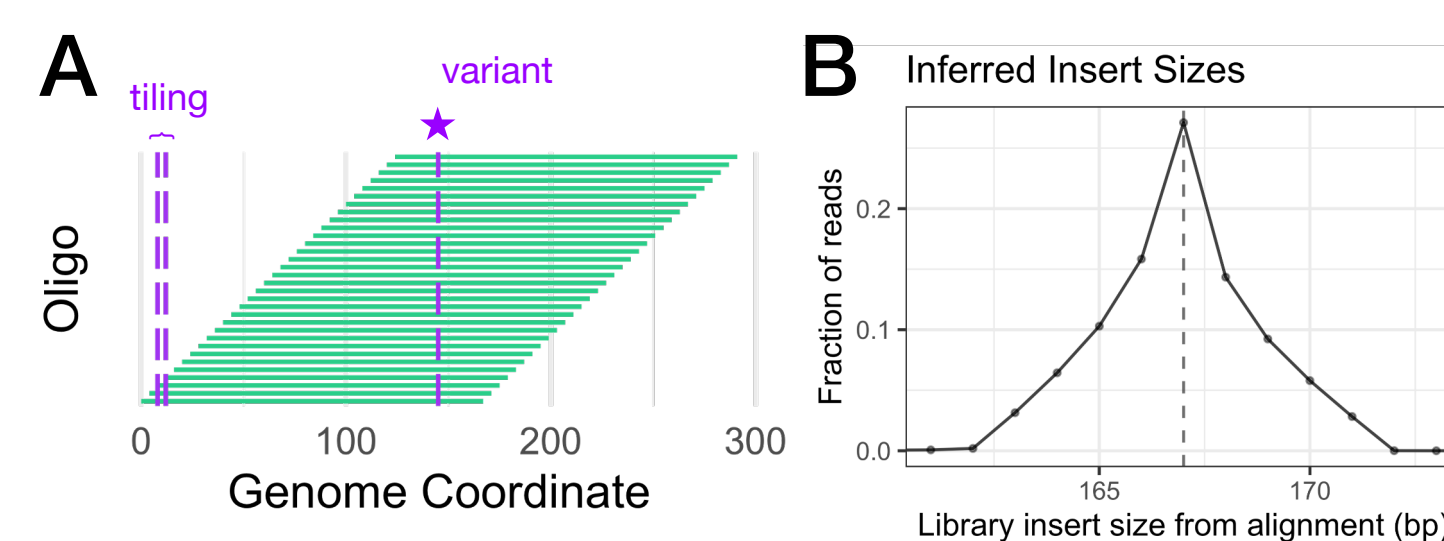 A
tiling
variant
Oligo
0 100 200 300
Genome Coordinate
B
Inferred Insert Sizes
Fraction of reads
0.2
0.1
0.0
165 170
Library insert size from alignment (bp)